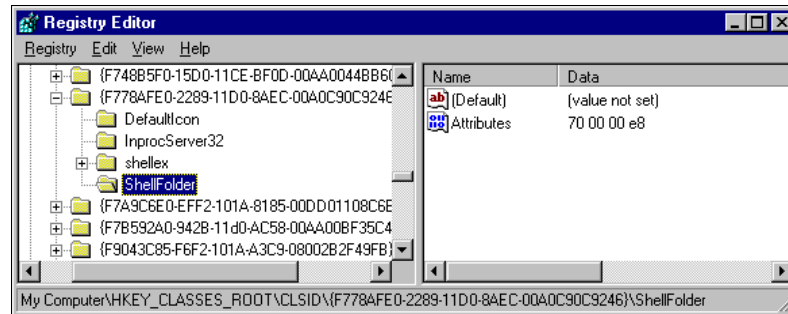 Registry Editor
Registry Edit View Help
{F748B5F0-15D0-11CE-BF0D-00AA0044BB6(
{F778AFE0-2289-11D0-8AEC-00A0C90C924E
DefaultIcon
InprocServer32
shellex
ShellFolder
{F7A9C6E0-EFF2-101A-8185-00DD01108C6E
{F7B592A0-942B-11d0-AC58-00AA00BF35C4
{F9043C85-F6F2-101A-A3C9-08002B2F49FB}
Name Data
(Default) (value not set)
Attributes 70 00 00 e8
My Computer\HKEY_CLASSES_ROOT\CLSID\{F778AFE0-2289-11D0-8AEC-00A0C90C9246}\ShellFolder